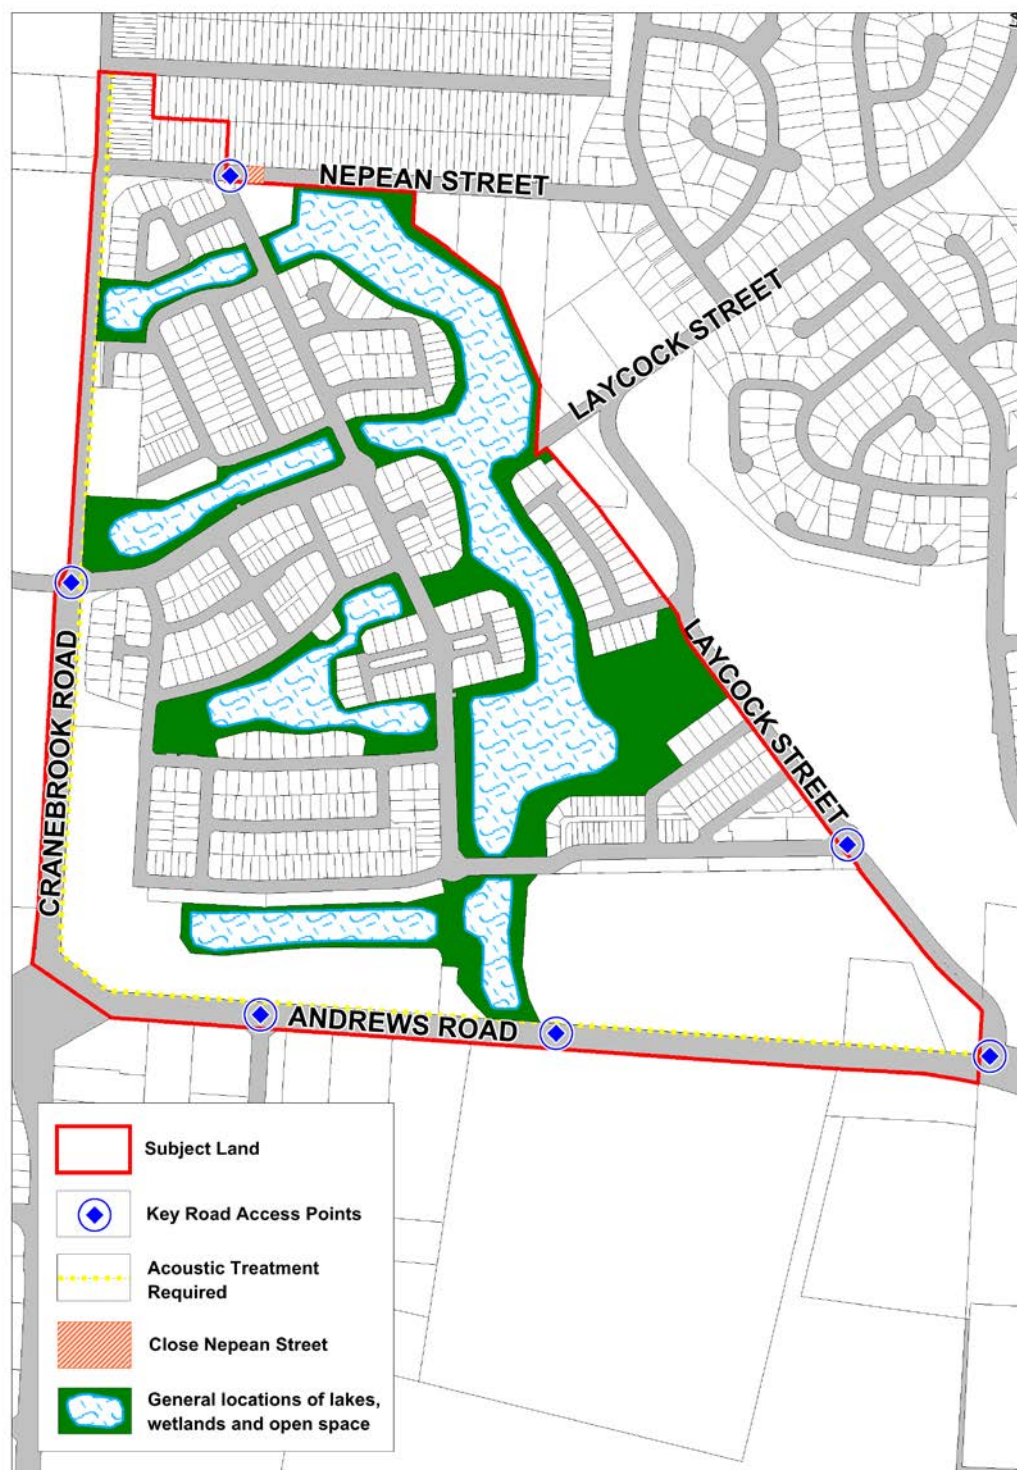 NEPEAN STREET
LAYCOCK STREET
LAYCOCK STREET
CRANEBROOK ROAD
ANDREWS ROAD
Subject Land
Key Road Access Points
Acoustic Treatment
Required
Close Nepean Street
General locations of lakes,
wetlands and open space